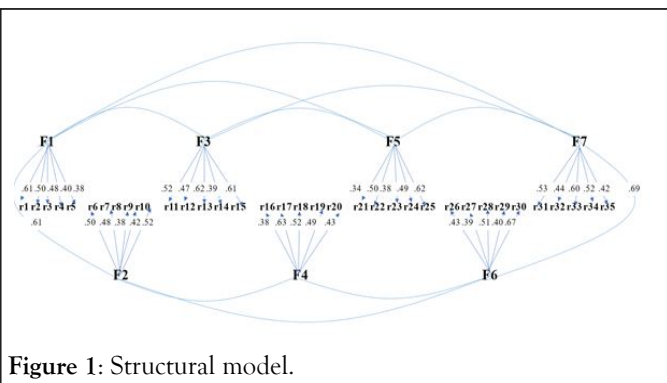 F1 F3 F5 F7
.61 .50 .48 .40 .38 .52 .47 .62 .39 .61 .34 .50 .38 .49 .62 .53 .44 .60 .52 .42 .69
r1 r2 r3 r4 r5 r6 r7 r8 r9 r10 r11 r12 r13 r14 r15 r16 r17 r18 r19 r20 r21 r22 r23 r24 r25 r26 r27 r28 r29 r30 r31 r32 r33 r34 r35
.61 .50 .48 .38 .42 .52 .38 .63 .52 .49 .43 .43 .39 .51 .40 .67
F2 F4 F6
Figure 1: Structural model.